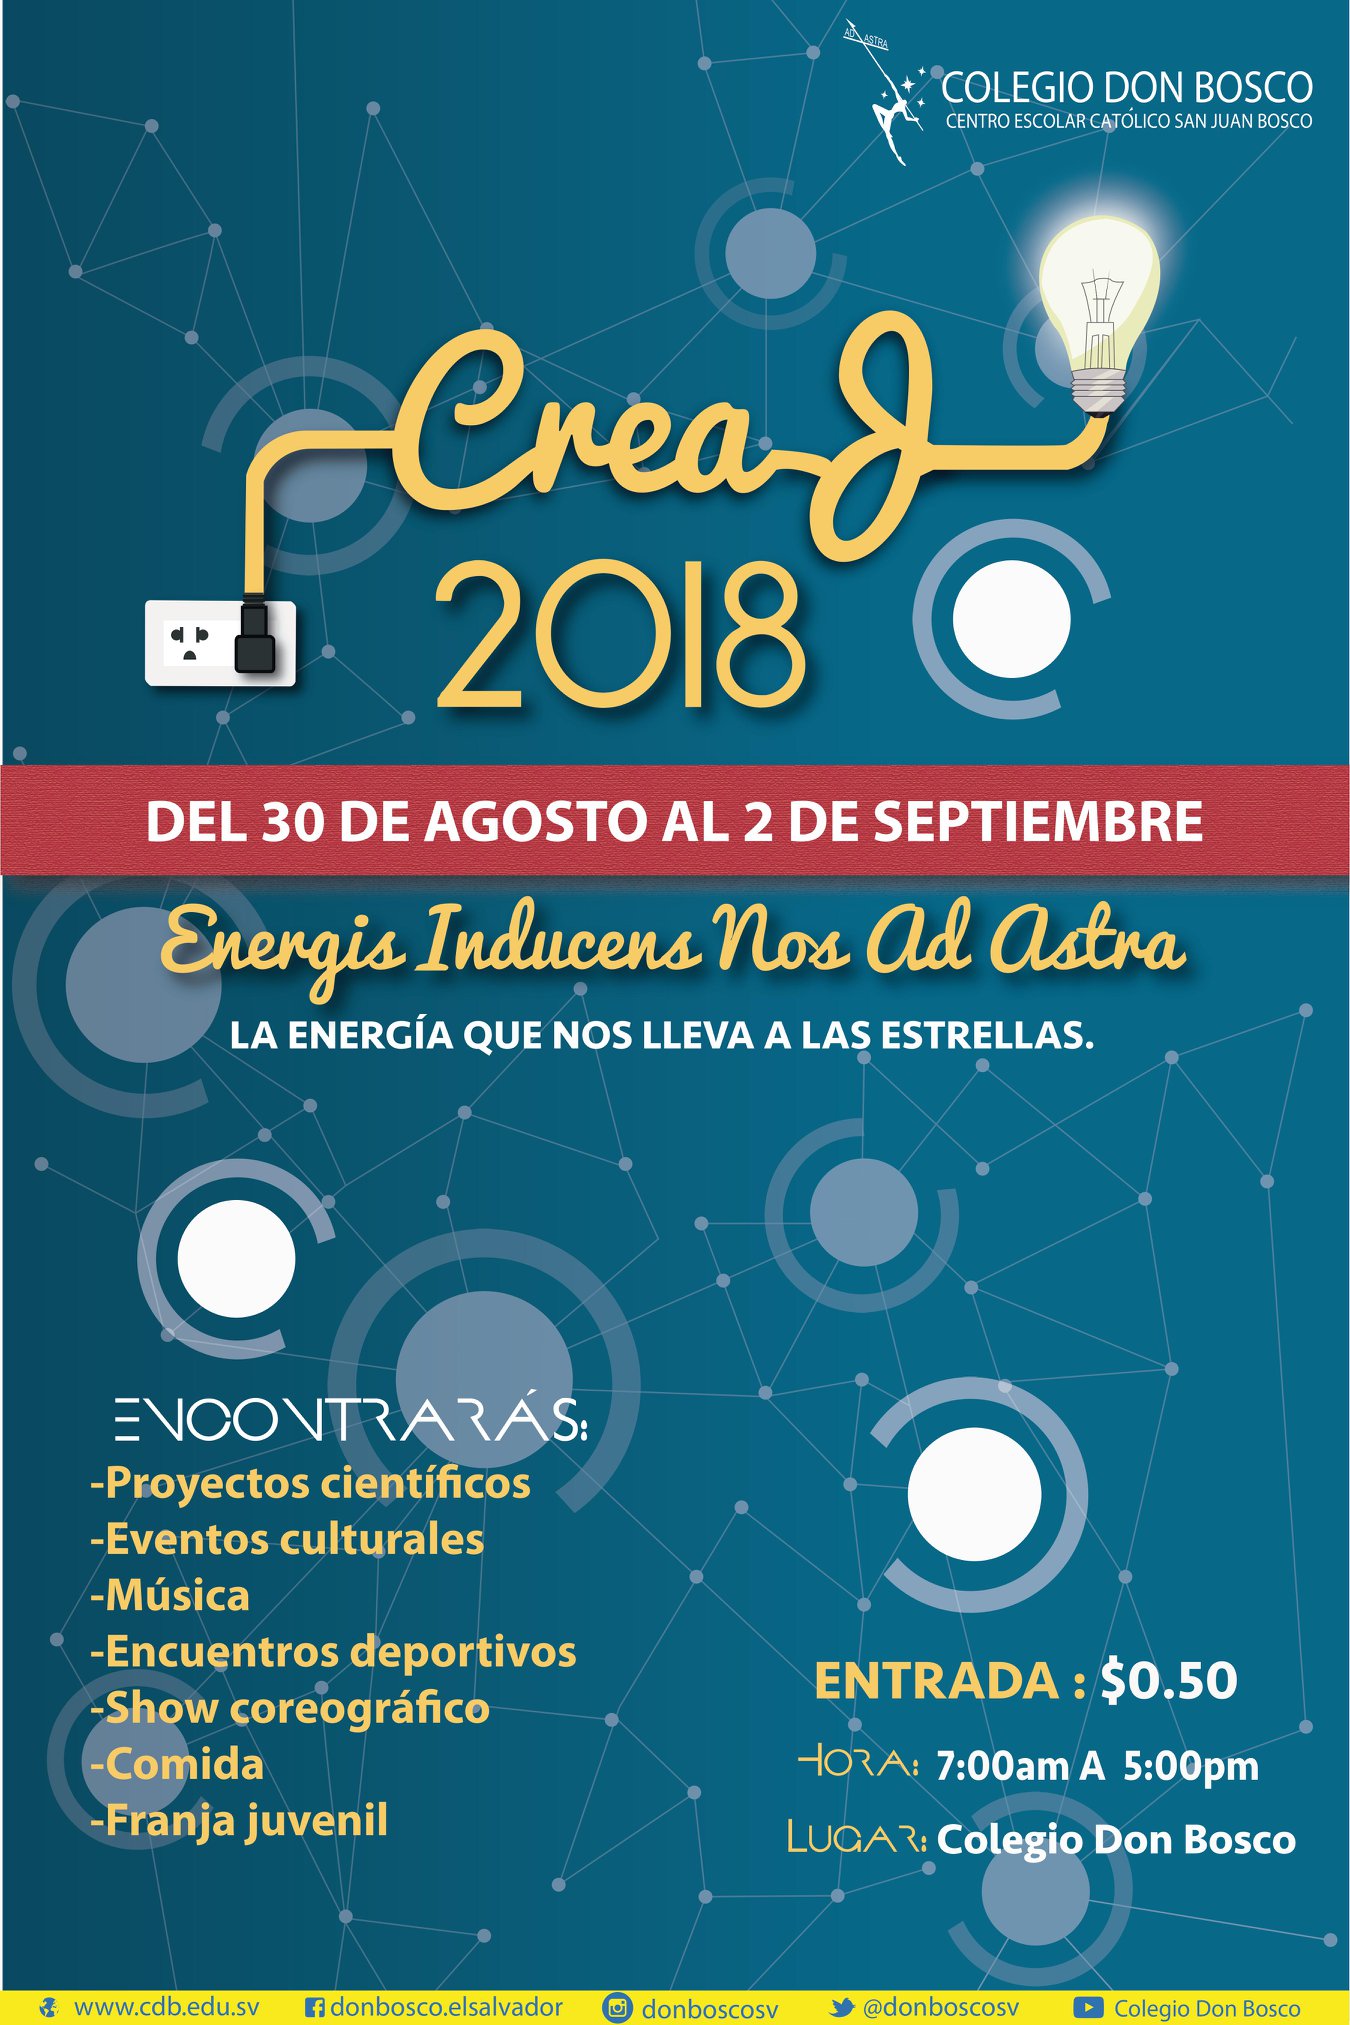 AD ASTRA
COLEGIO DON BOSCO
CENTRO ESCOLAR CATÓLICO SAN JUAN BOSCO
CreaJ
2018
DEL 30 DE AGOSTO AL 2 DE SEPTIEMBRE
Energis Inducens Nos Ad Astra
LA ENERGÍA QUE NOS LLEVA A LAS ESTRELLAS.
ENCONTRARÁS:
-Proyectos científicos
-Eventos culturales
-Música
-Encuentros deportivos
-Show coreográfico
-Comida
-Franja juvenil
ENTRADA : $0.50
HORA: 7:00am A 5:00pm
LUGAR: Colegio Don Bosco
www.cdb.edu.sv donbosco.elsalvador donboscosv @donboscosv Colegio Don Bosco